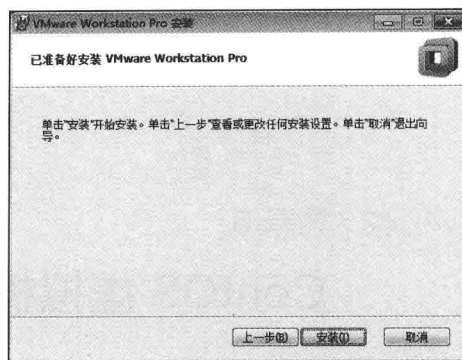 VMware Workstation Pro 安装
已准备好安装 VMware Workstation Pro
单击"安装"开始安装。单击"上一步"查看或更改任何安装设置。单击"取消"退出向
导。
上一步(B) 安装(I) 取消